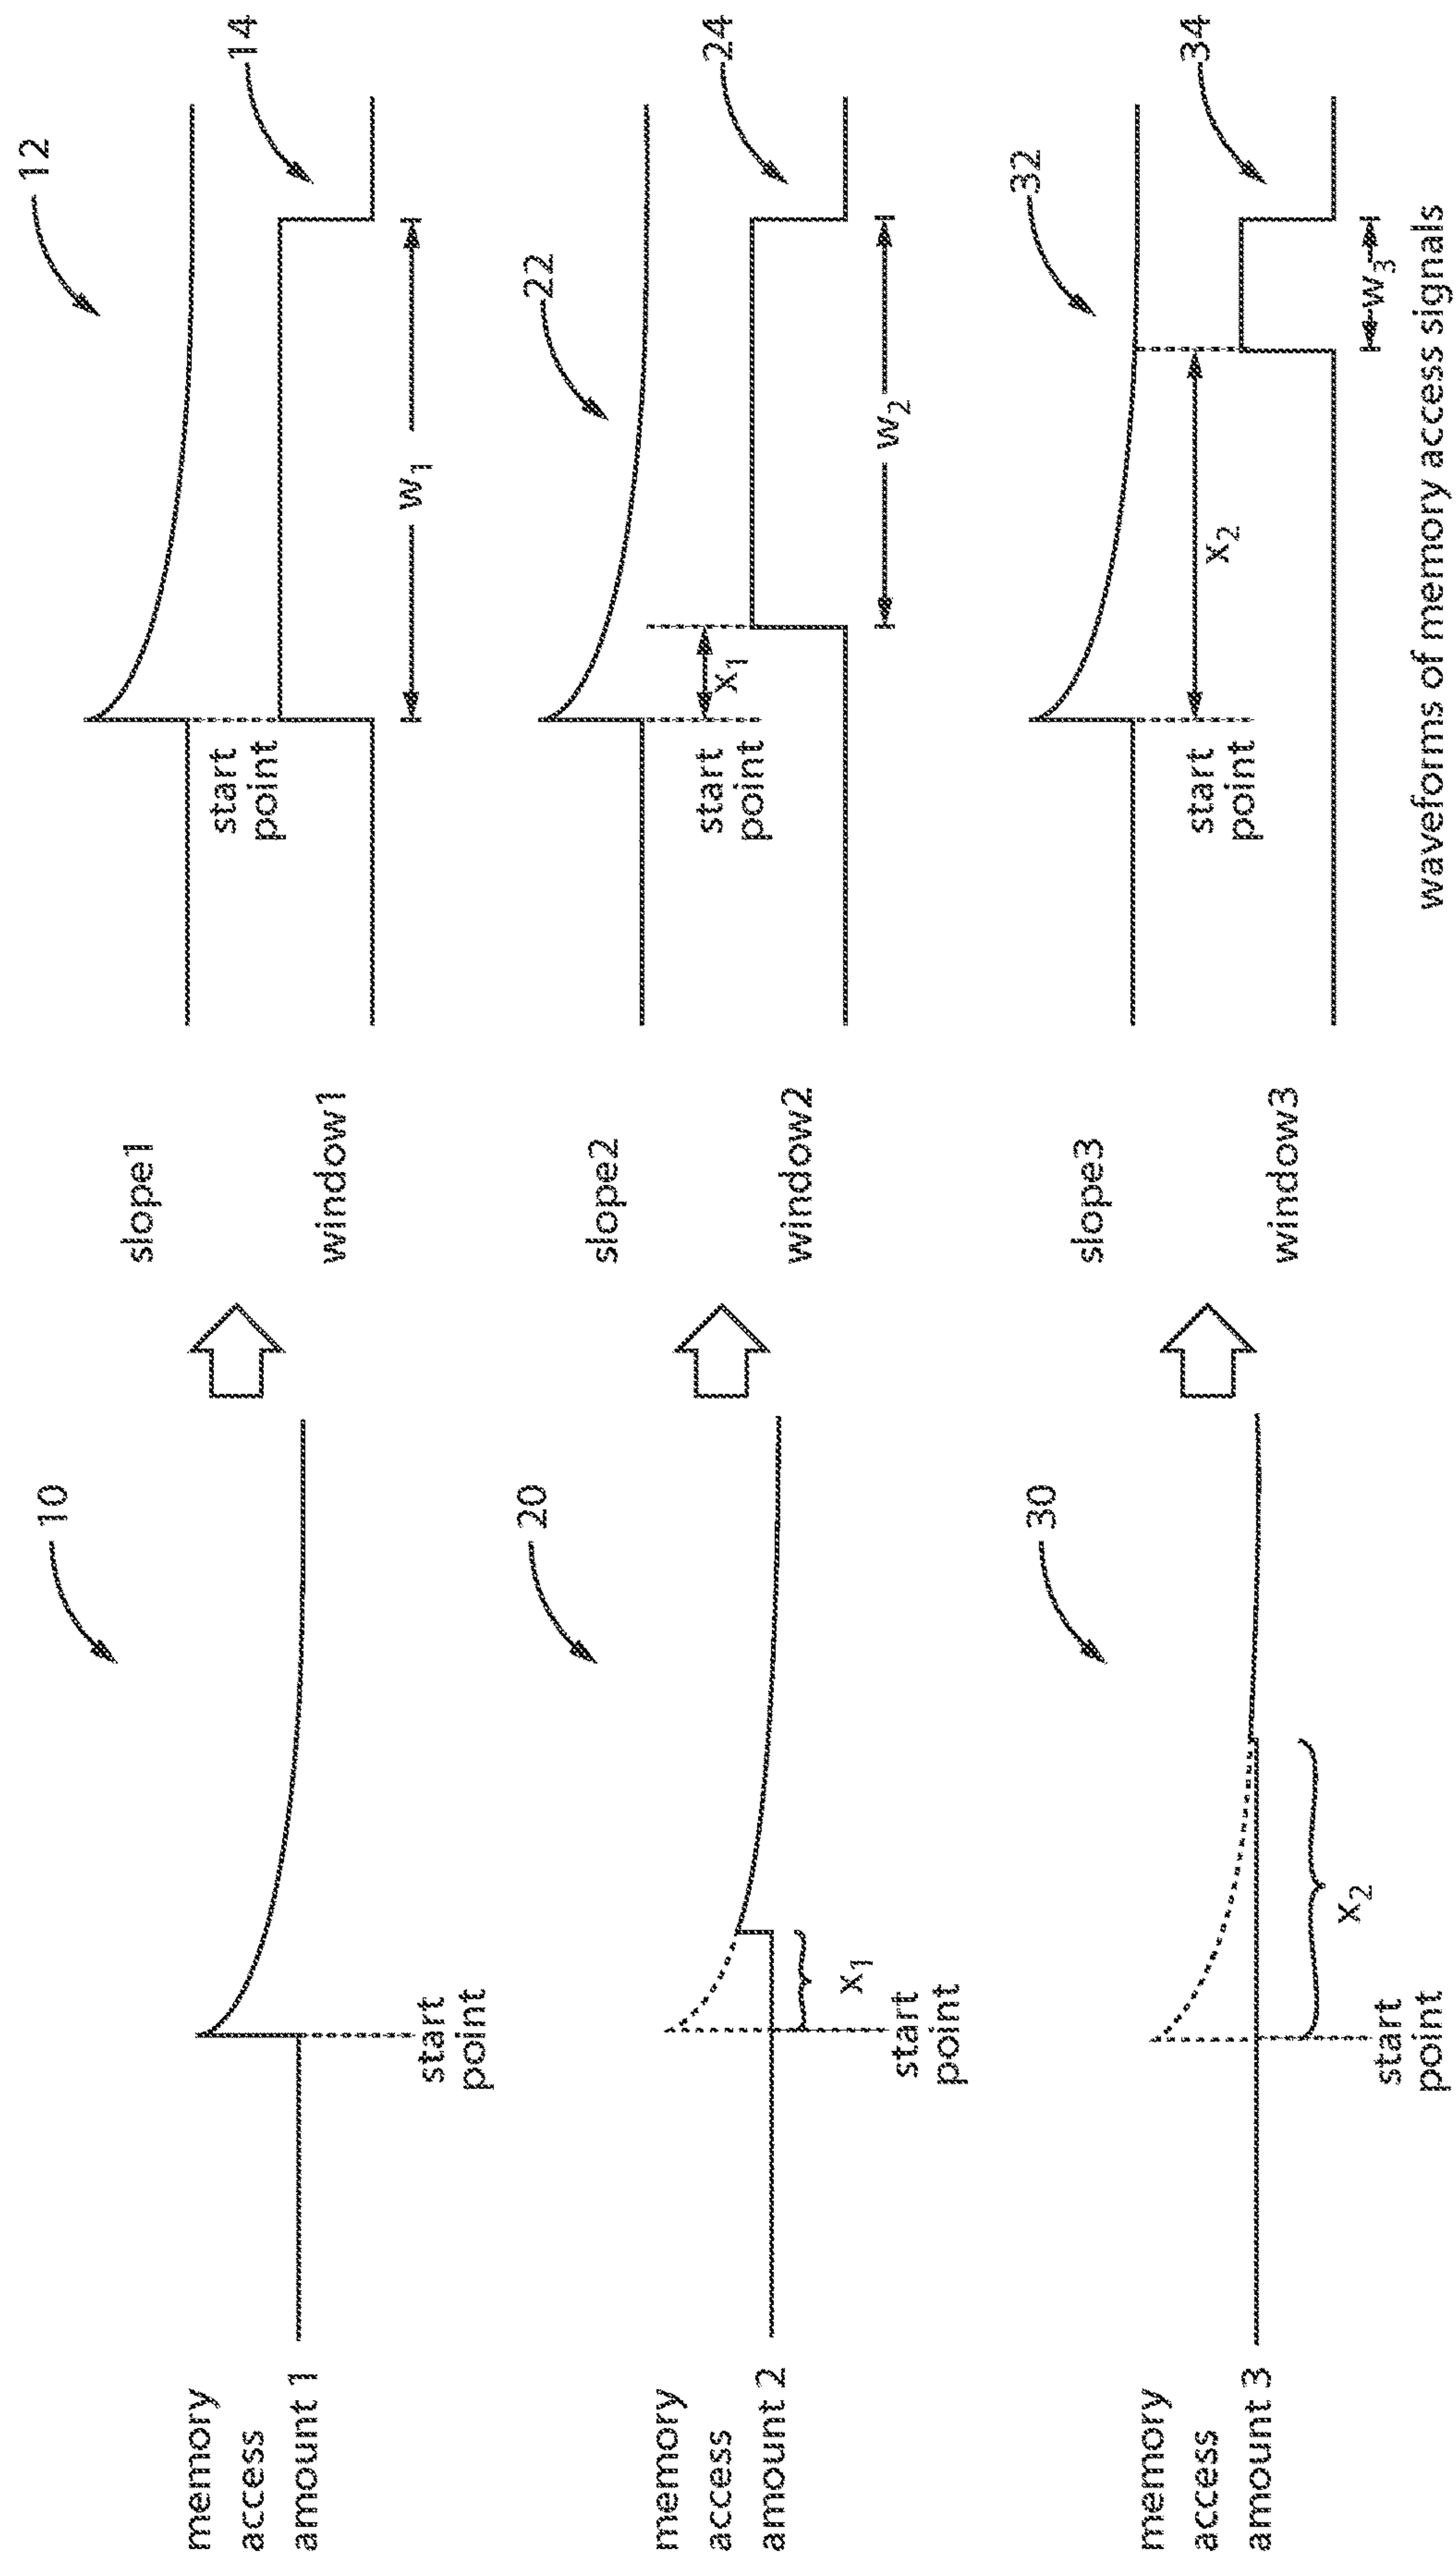 memory
access
amount 1
10
start
point
slope1
12
start
point
window1
14
w1
memory
access
amount 2
20
x1
start
point
slope2
22
start
point
x1
window2
24
w2
memory
access
amount 3
30
x2
start
point
slope3
32
start
point
x2
window3
34
w3
waveforms of memory access signals